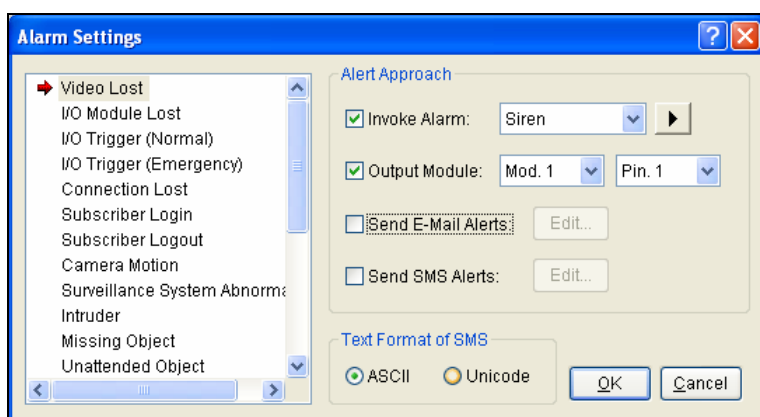 Alarm Settings
Video Lost
I/O Module Lost
I/O Trigger (Normal)
I/O Trigger (Emergency)
Connection Lost
Subscriber Login
Subscriber Logout
Camera Motion
Surveillance System Abnorma
Intruder
Missing Object
Unattended Object
Alert Approach
Invoke Alarm: Siren
Output Module: Mod. 1 Pin. 1
Send E-Mail Alerts: Edit...
Send SMS Alerts: Edit...
Text Format of SMS
ASCII Unicode
OK Cancel